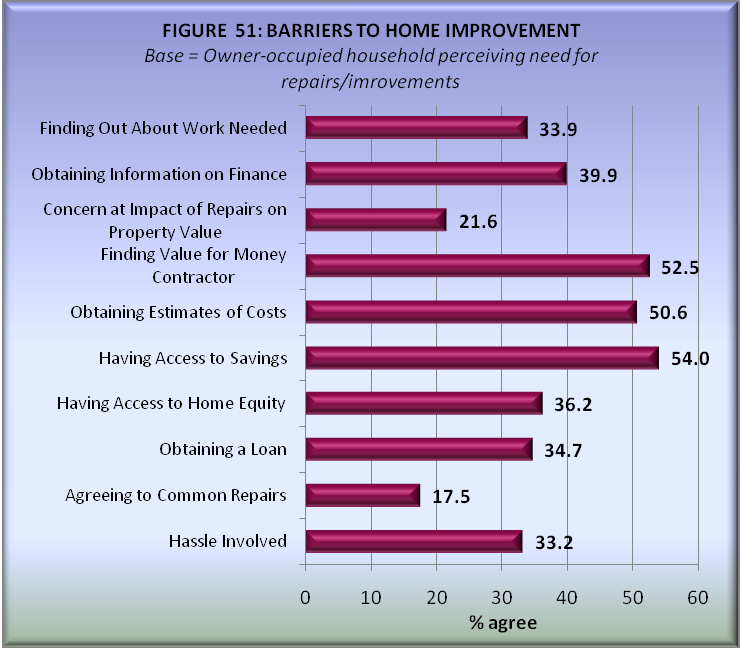 FIGURE 51: BARRIERS TO HOME IMPROVEMENT
Base = Owner-occupied household perceiving need for
repairs/imrovements
Finding Out About Work Needed
33.9
Obtaining Information on Finance
39.9
Concern at Impact of Repairs on
Property Value
21.6
Finding Value for Money
Contractor
52.5
Obtaining Estimates of Costs
50.6
Having Access to Savings
54.0
Having Access to Home Equity
36.2
Obtaining a Loan
34.7
Agreeing to Common Repairs
17.5
Hassle Involved
33.2
0 10 20 30 40 50 60
% agree